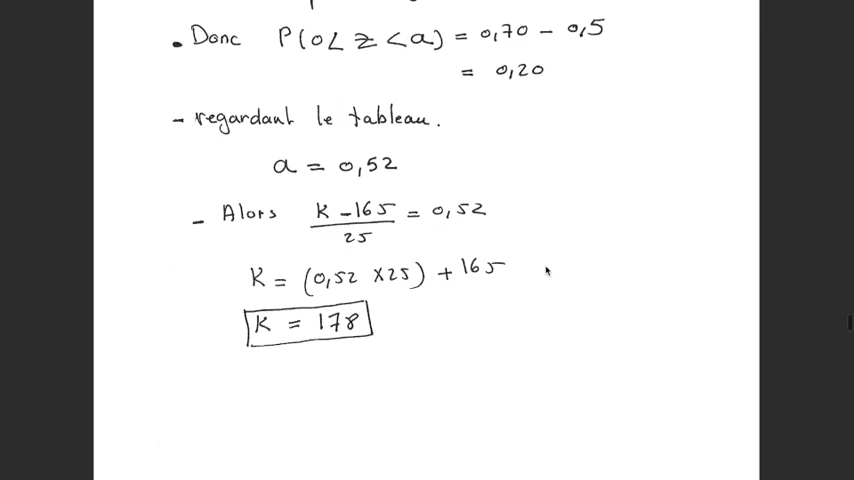 . Donc P(0 < Z < a) = 0,70 - 0,5
= 0,20
- regardant le tableau.
a = 0,52
- Alors K - 165 / 25 = 0,52
K = (0,52 × 25) + 165
K = 178